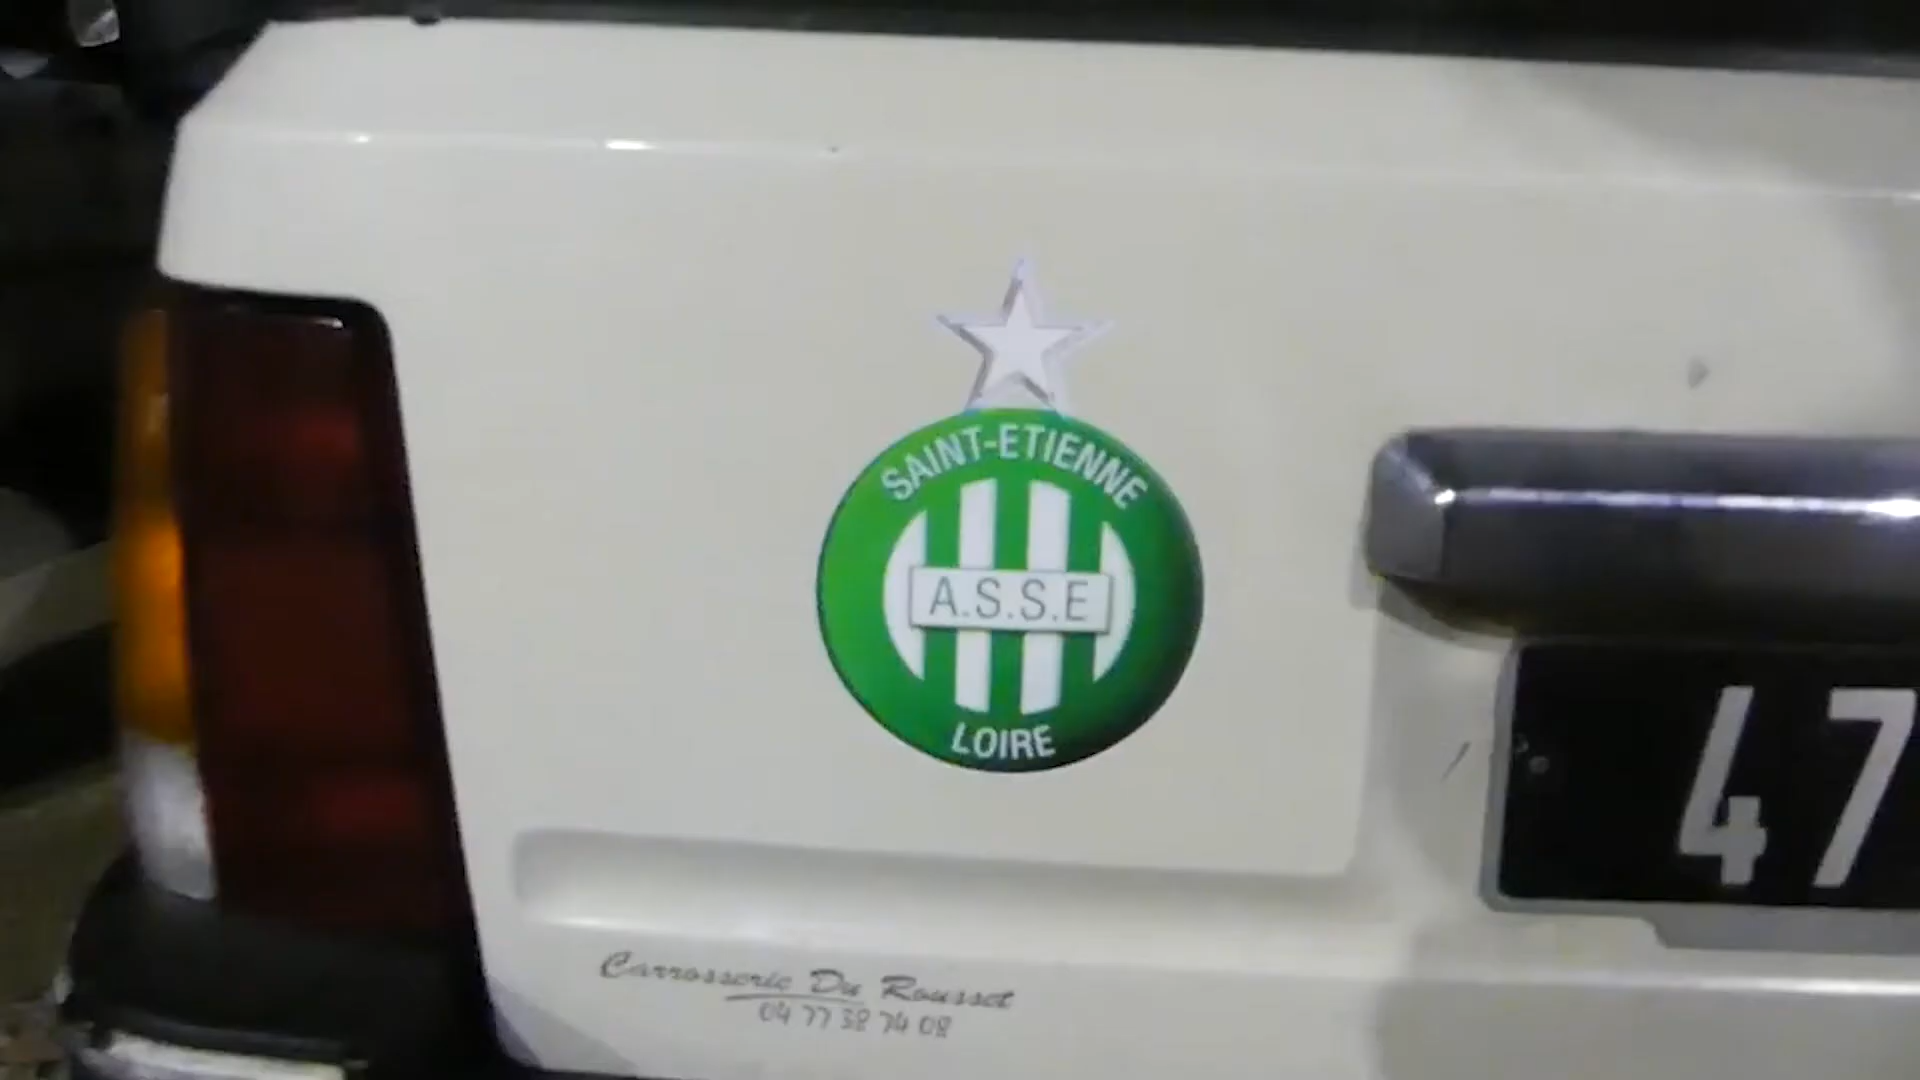 SAINT-ETIENNE
A.S.S.E
LOIRE
47
Carrosserie Du Rousset
04 77 38 74 08